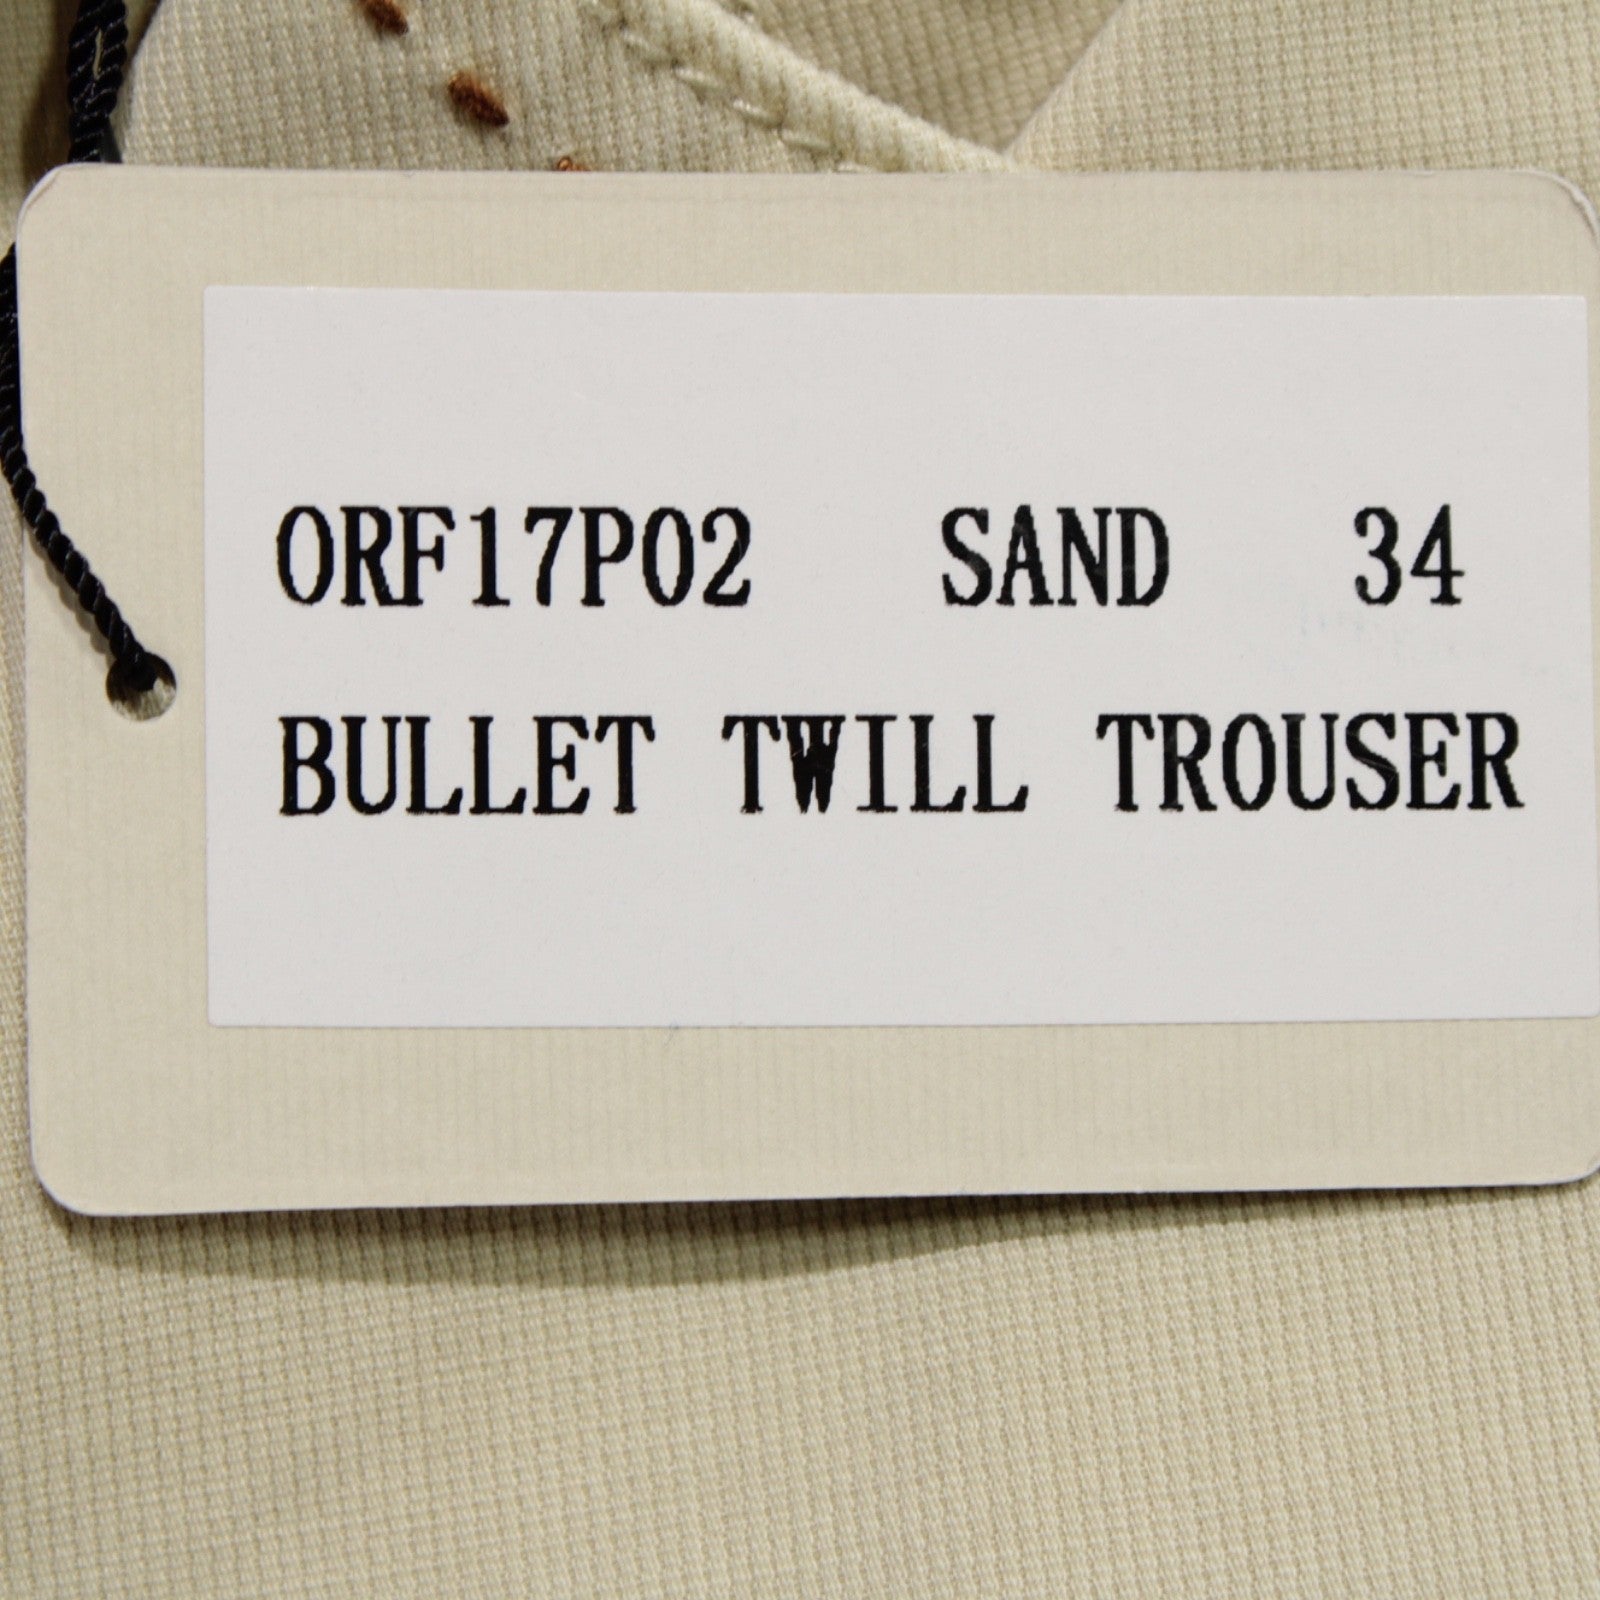 ORF17P02 SAND 34
BULLET TWILL TROUSER